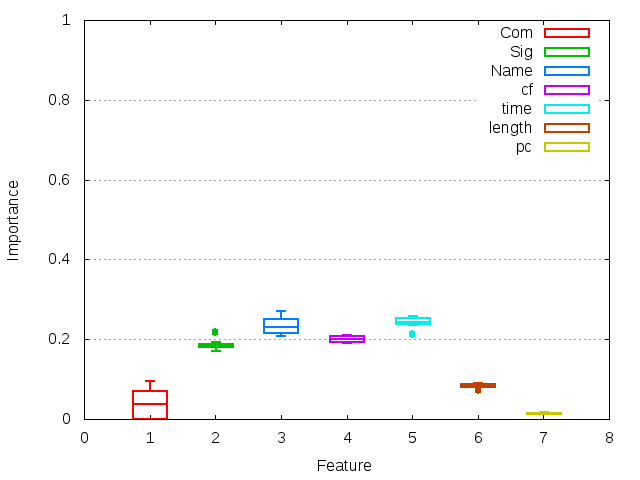 1
0.8
0.6
0.4
0.2
0
0 1 2 3 4 5 6 7 8
Importance
Feature
Com
Sig
Name
cf
time
length
pc